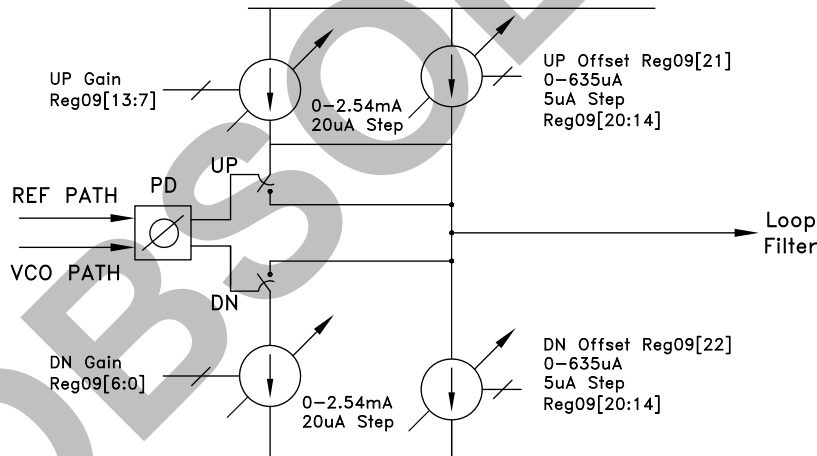 UP Gain
Reg09[13:7]
0-2.54mA
20uA Step
UP Offset Reg09[21]
0-635uA
5uA Step
Reg09[20:14]
UP
PD
REF PATH
VCO PATH
DN
Loop
Filter
DN Gain
Reg09[6:0]
0-2.54mA
20uA Step
DN Offset Reg09[22]
0-635uA
5uA Step
Reg09[20:14]